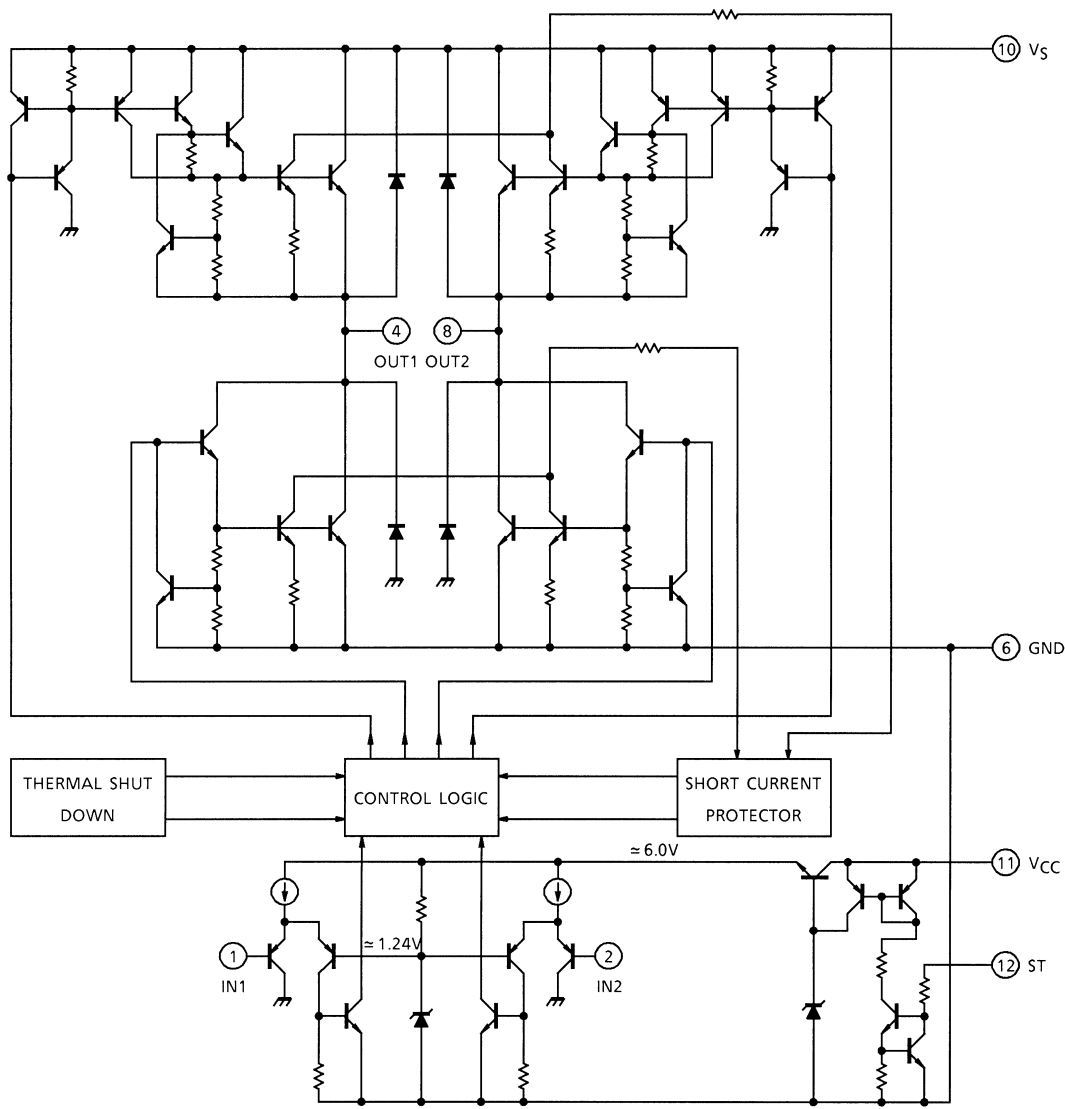 10 VS
4 8
OUT1 OUT2
6 GND
THERMAL SHUT
DOWN
CONTROL LOGIC
SHORT CURRENT
PROTECTOR
≃6.0V
11 VCC
≃1.24V
1
IN1
2
IN2
12 ST